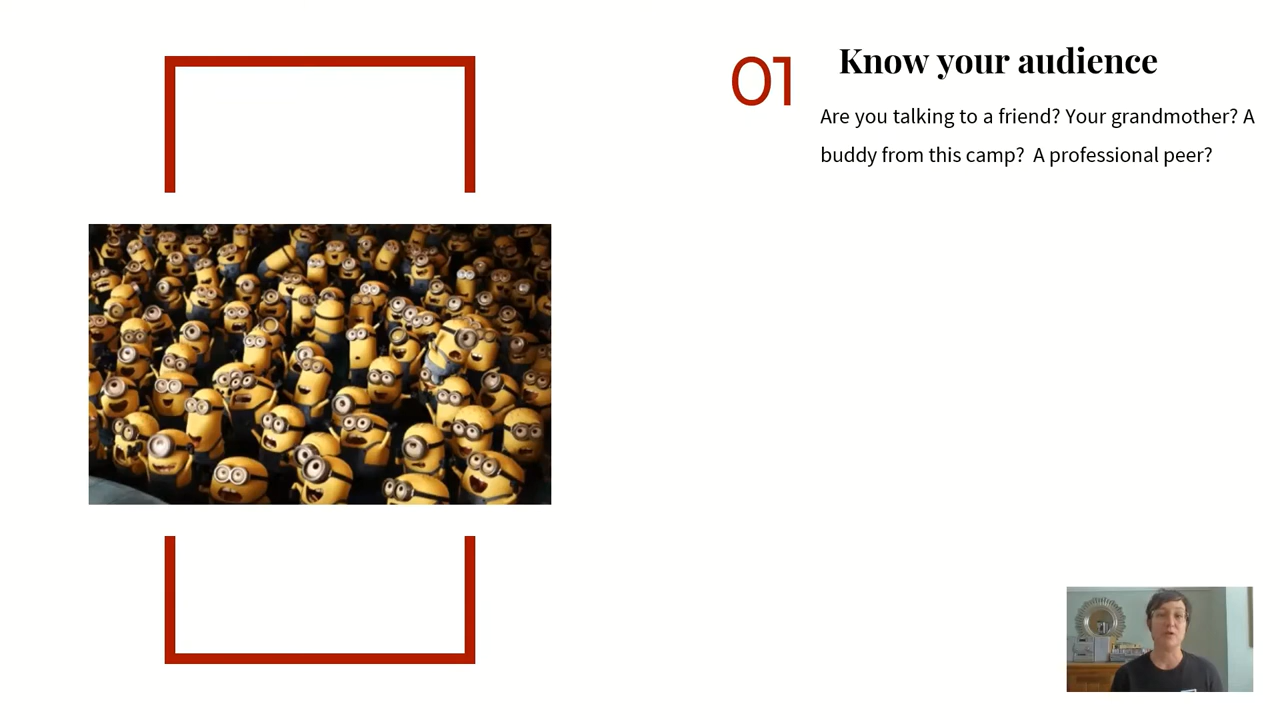 01
Know your audience
Are you talking to a friend? Your grandmother? A
buddy from this camp? A professional peer?